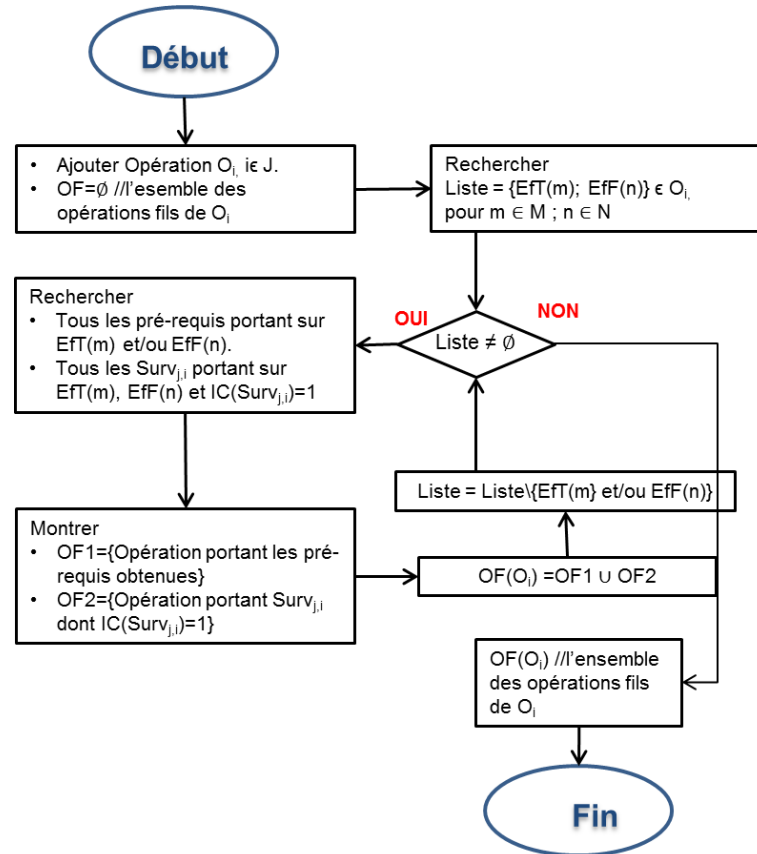 Début
• Ajouter Opération Oi, iϵ J.
• OF=∅ //l'esemble des
opérations fils de Oi
Rechercher
Liste = {EfT(m); EfF(n)} ϵ Oi,
pour m ∈ M ; n ∈ N
Rechercher
• Tous les pré-requis portant sur
EfT(m) et/ou EfF(n).
• Tous les Survj,i portant sur
EfT(m), EfF(n) et IC(Survj,i)=1
OUI
NON
Liste ≠ ∅
Liste = Liste\{EfT(m} et/ou EfF(n)}
Montrer
• OF1={Opération portant les pré-
requis obtenues}
• OF2={Opération portant Survj,i
dont IC(Survj,i)=1}
OF(Oi) =OF1 ∪ OF2
OF(Oi) //l'ensemble
des opérations fils
de Oi
Fin